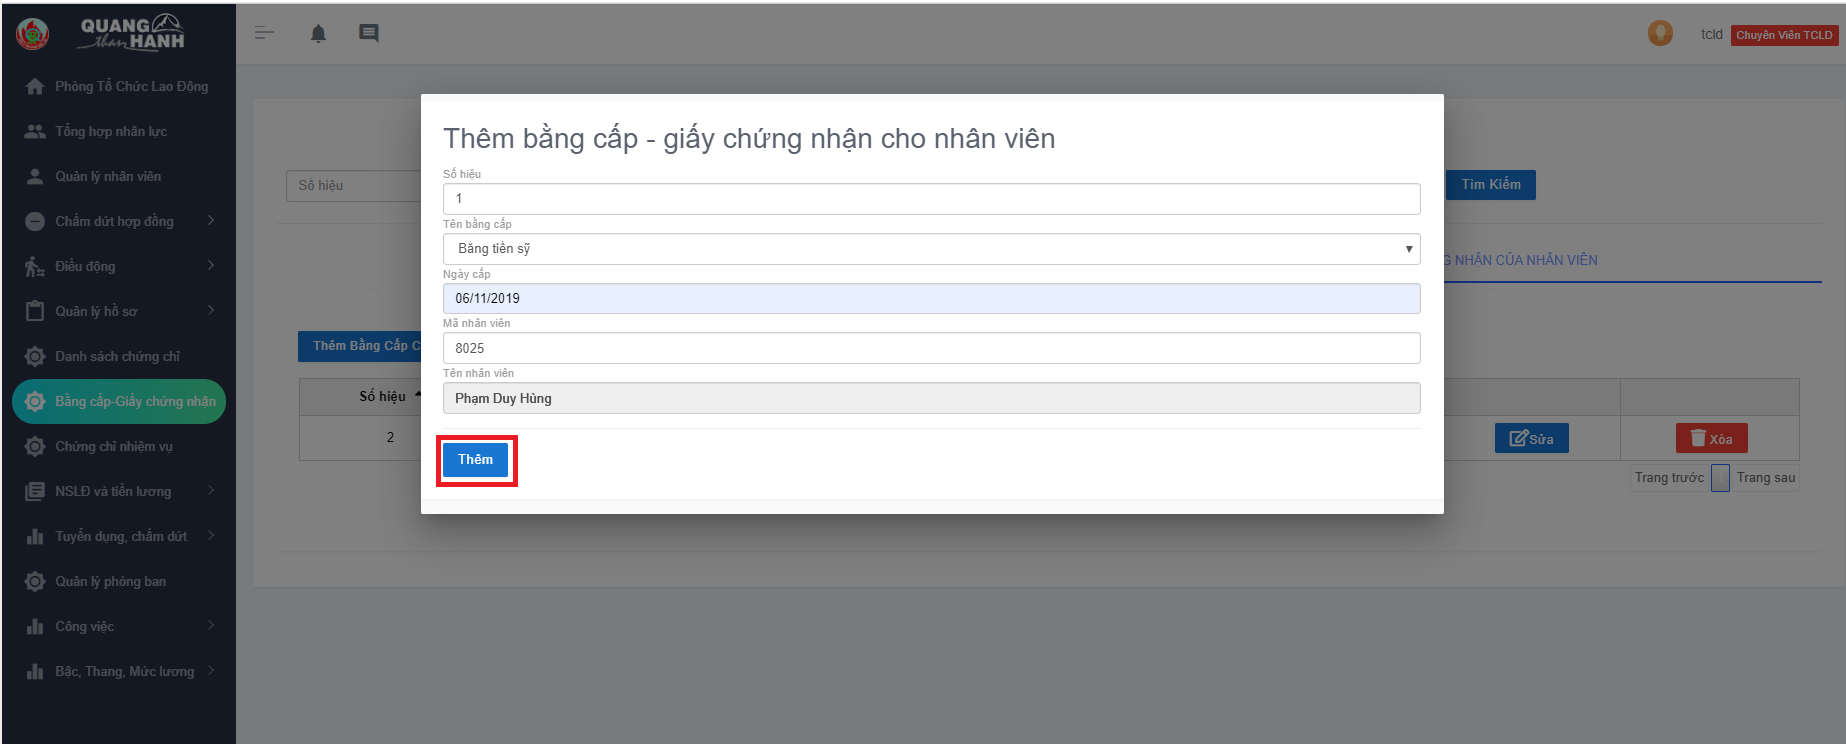 QUANG
than HANH
tcld
Chuyên Viên TCLD
Phòng Tổ Chức Lao Động
Tổng hợp nhân lực
Quản lý nhân viên
Chấm dứt hợp đồng
Điều động
Quản lý hồ sơ
Danh sách chứng chỉ
Bằng cấp-Giấy chứng nhận
Chứng chỉ nhiệm vụ
NSLĐ và tiền lương
Tuyển dụng, chấm dứt
Quản lý phòng ban
Công việc
Bậc, Thang, Mức lương
Số hiệu
Tìm Kiếm
NHẬN CỦA NHÂN VIÊN
Thêm Bằng Cấp C
Số hiệu
2
Sửa
Xóa
Trang trước
Trang sau
Thêm bằng cấp - giấy chứng nhận cho nhân viên
Số hiệu
1
Tên bằng cấp
Bằng tiến sỹ
Ngày cấp
06/11/2019
Mã nhân viên
8025
Tên nhân viên
Phạm Duy Hùng
Thêm